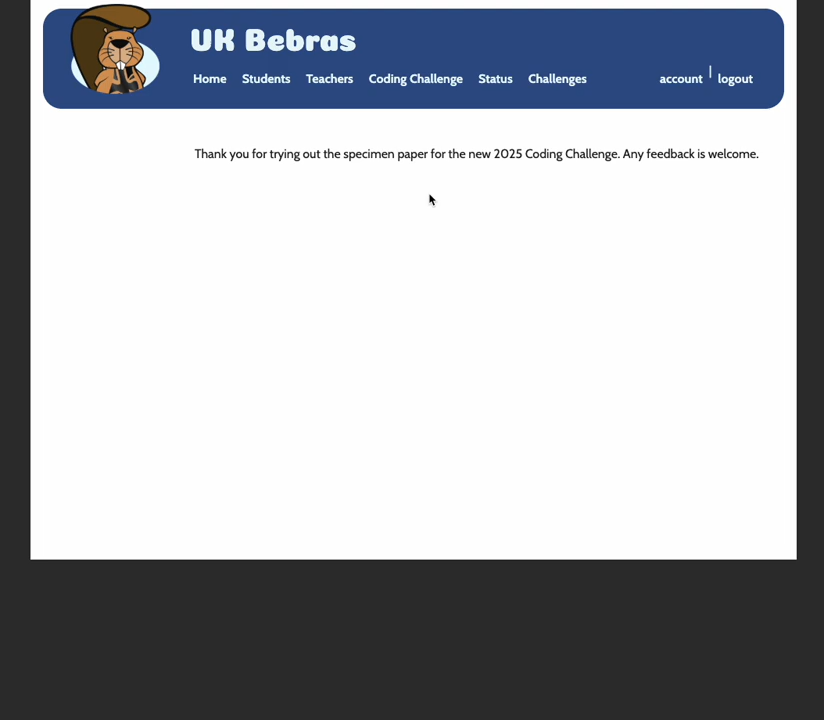 UK Bebras
Home Students Teachers Coding Challenge Status Challenges account | logout
Thank you for trying out the specimen paper for the new 2025 Coding Challenge. Any feedback is welcome.